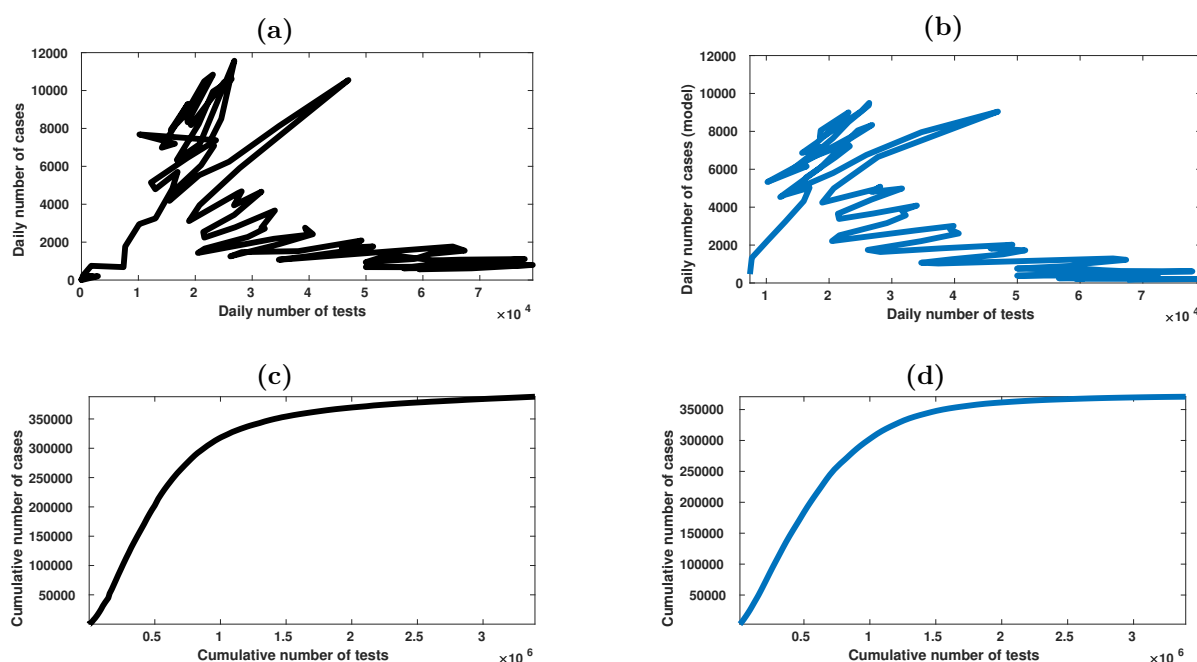 (a)
12000
10000
8000
6000
4000
2000
0
Daily number of cases
0 1 2 3 4 5 6 7
Daily number of tests
×10 4
(b)
12000
10000
8000
6000
4000
2000
0
Daily number of cases (model)
1 2 3 4 5 6 7
Daily number of tests
×10 4
(c)
350000
300000
250000
200000
150000
100000
50000
Cumulative number of cases
0.5 1 1.5 2 2.5 3
Cumulative number of tests
×10 6
(d)
350000
300000
250000
200000
150000
100000
50000
Cumulative number of cases
0.5 1 1.5 2 2.5 3
Cumulative number of tests
×10 6